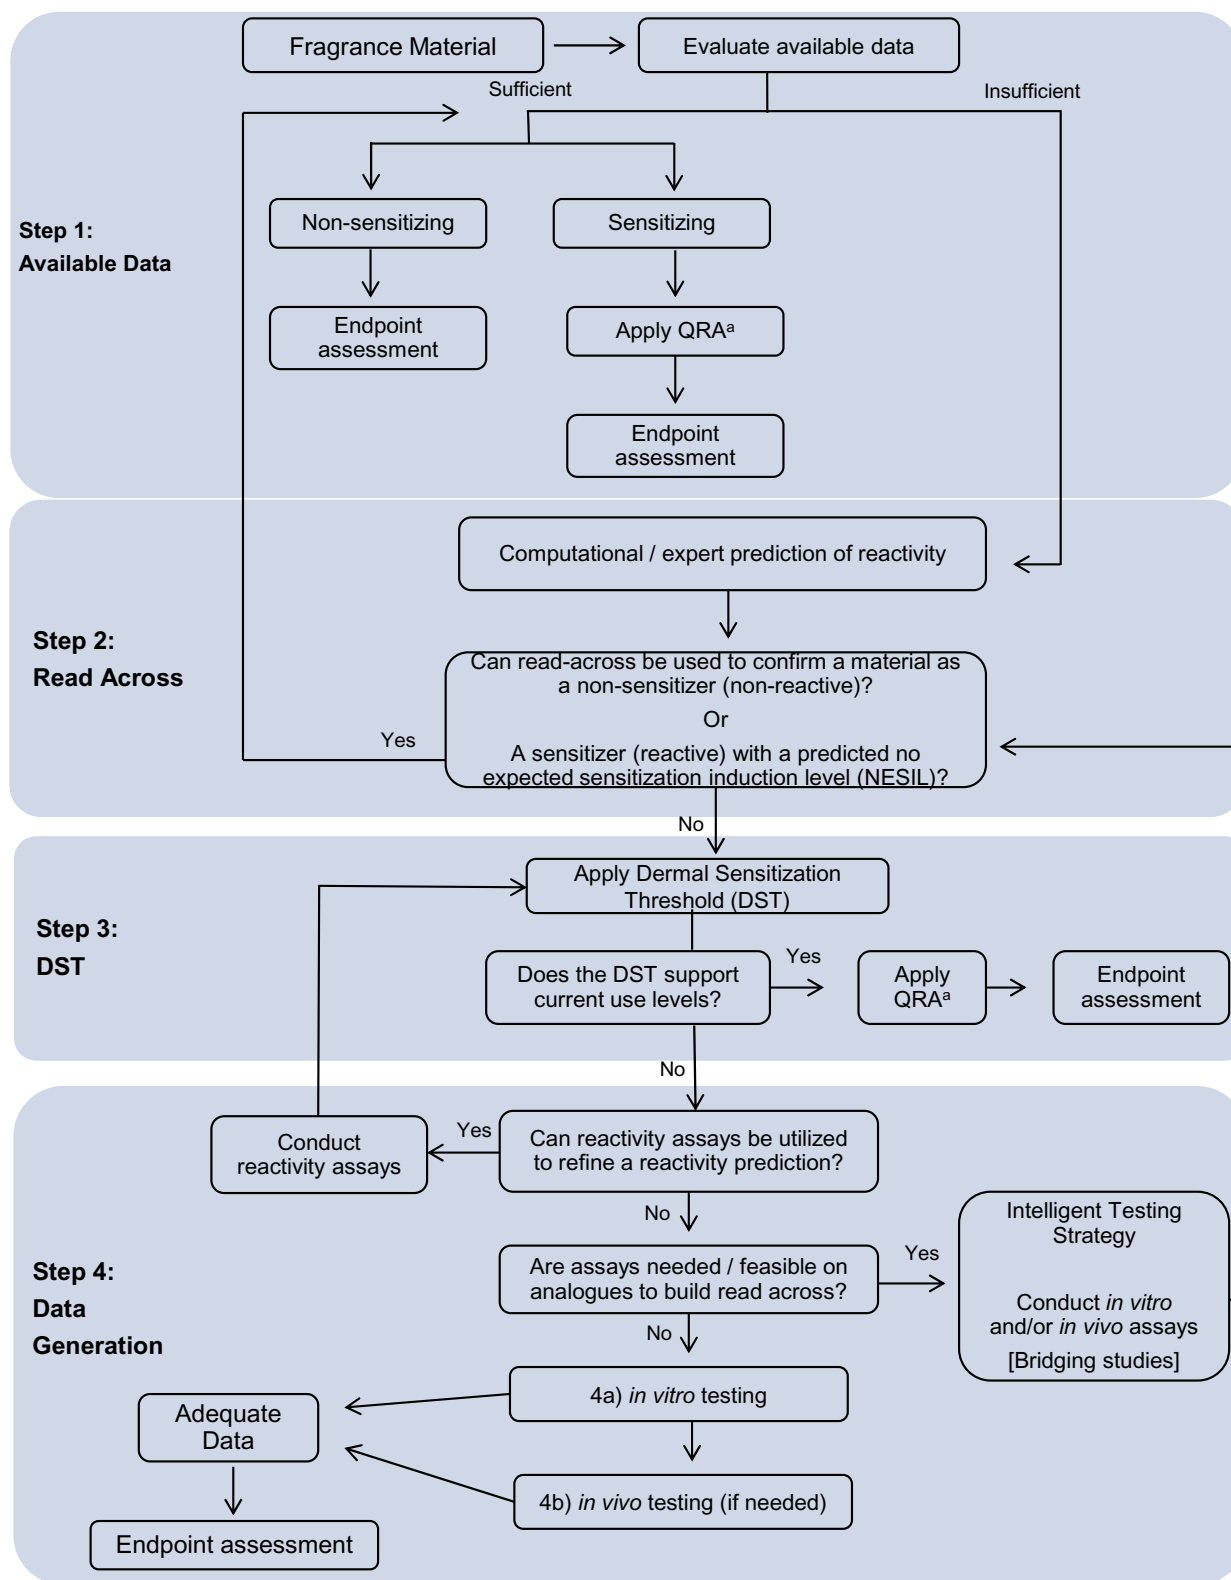 Fragrance Material
Evaluate available data
Sufficient
Insufficient
Step 1:
Available Data
Non-sensitizing
Sensitizing
Endpoint
assessment
Apply QRAᵃ
Endpoint
assessment
Computational / expert prediction of reactivity
Step 2:
Read Across
Can read-across be used to confirm a material as
a non-sensitizer (non-reactive)?
Or
A sensitizer (reactive) with a predicted no
expected sensitization induction level (NESIL)?
Yes
No
Step 3:
DST
Apply Dermal Sensitization
Threshold (DST)
Does the DST support
current use levels?
Yes
Apply
QRAᵃ
Endpoint
assessment
No
Step 4:
Data
Generation
Can reactivity assays be utilized
to refine a reactivity prediction?
Yes
Conduct
reactivity assays
No
Are assays needed / feasible on
analogues to build read across?
Yes
Intelligent Testing
Strategy
Conduct in vitro
and/or in vivo assays
[Bridging studies]
No
4a) in vitro testing
Adequate
Data
4b) in vivo testing (if needed)
Endpoint assessment